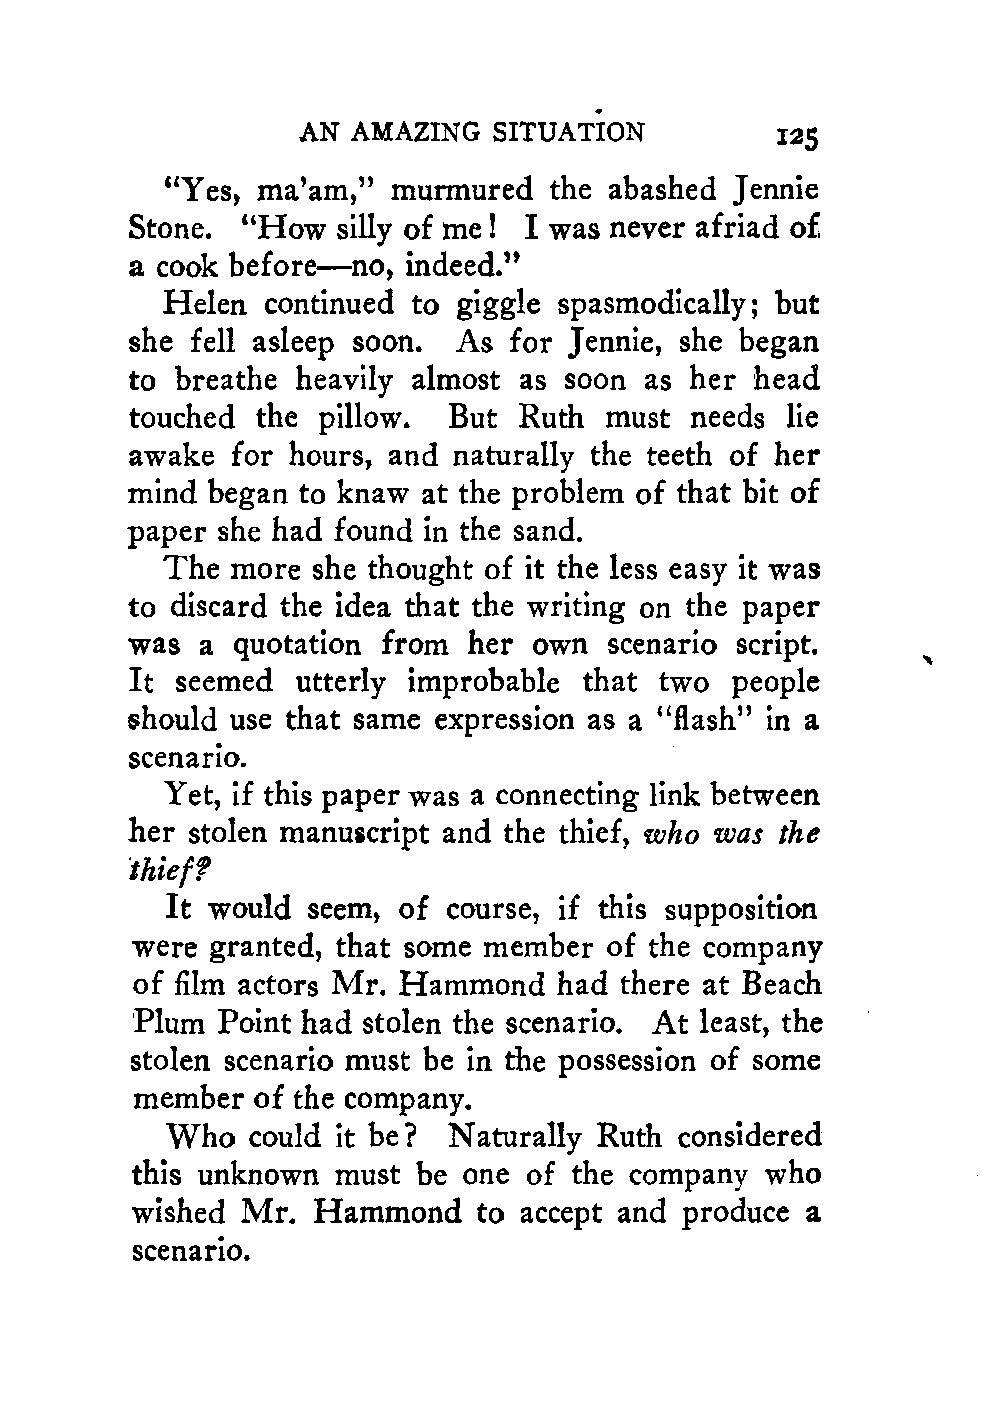 AN AMAZING SITUATION 125
“Yes, ma’am,” murmured the abashed Jennie
Stone. “How silly of me! I was never afriad of
a cook before—no, indeed.”
Helen continued to giggle spasmodically; but
she fell asleep soon. As for Jennie, she began
to breathe heavily almost as soon as her head
touched the pillow. But Ruth must needs lie
awake for hours, and naturally the teeth of her
mind began to knaw at the problem of that bit of
paper she had found in the sand.
The more she thought of it the less easy it was
to discard the idea that the writing on the paper
was a quotation from her own scenario script.
It seemed utterly improbable that two people
should use that same expression as a “flash” in a
scenario.
Yet, if this paper was a connecting link between
her stolen manuscript and the thief, who was the
thief?
It would seem, of course, if this supposition
were granted, that some member of the company
of film actors Mr. Hammond had there at Beach
Plum Point had stolen the scenario. At least, the
stolen scenario must be in the possession of some
member of the company.
Who could it be? Naturally Ruth considered
this unknown must be one of the company who
wished Mr. Hammond to accept and produce a
scenario.